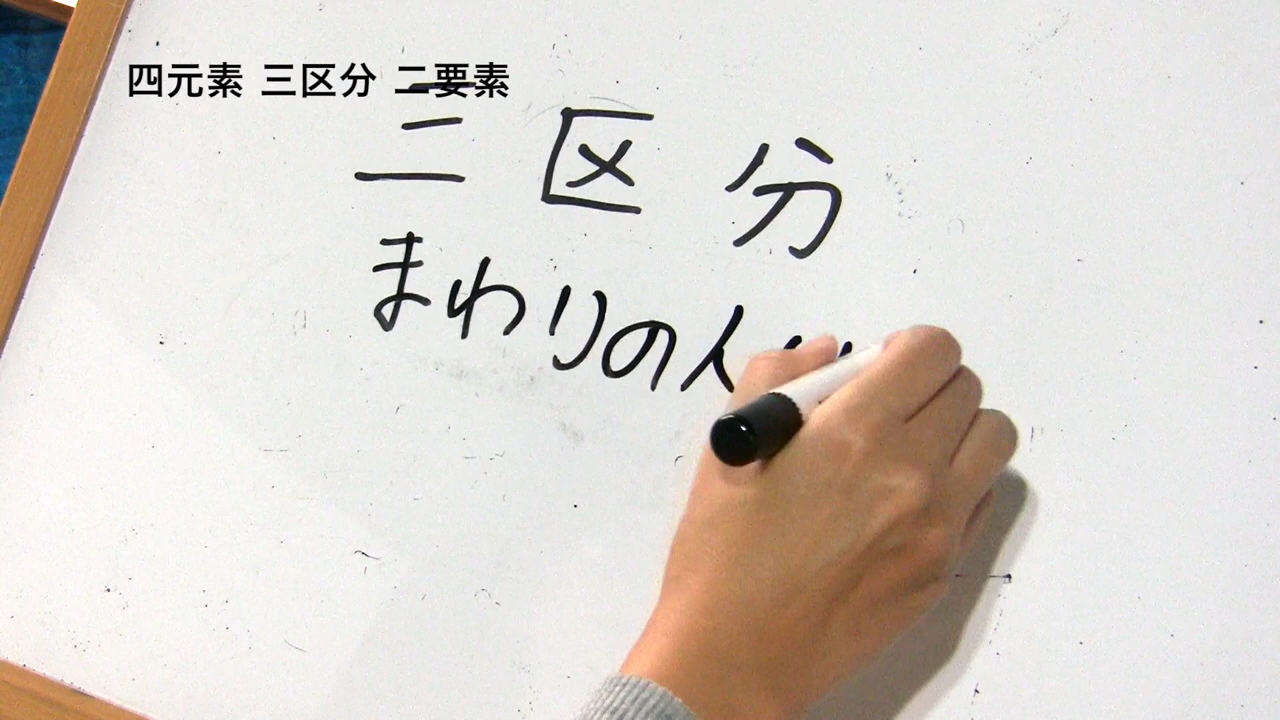 四元素 三区分 二要素
三区分
まわりの人